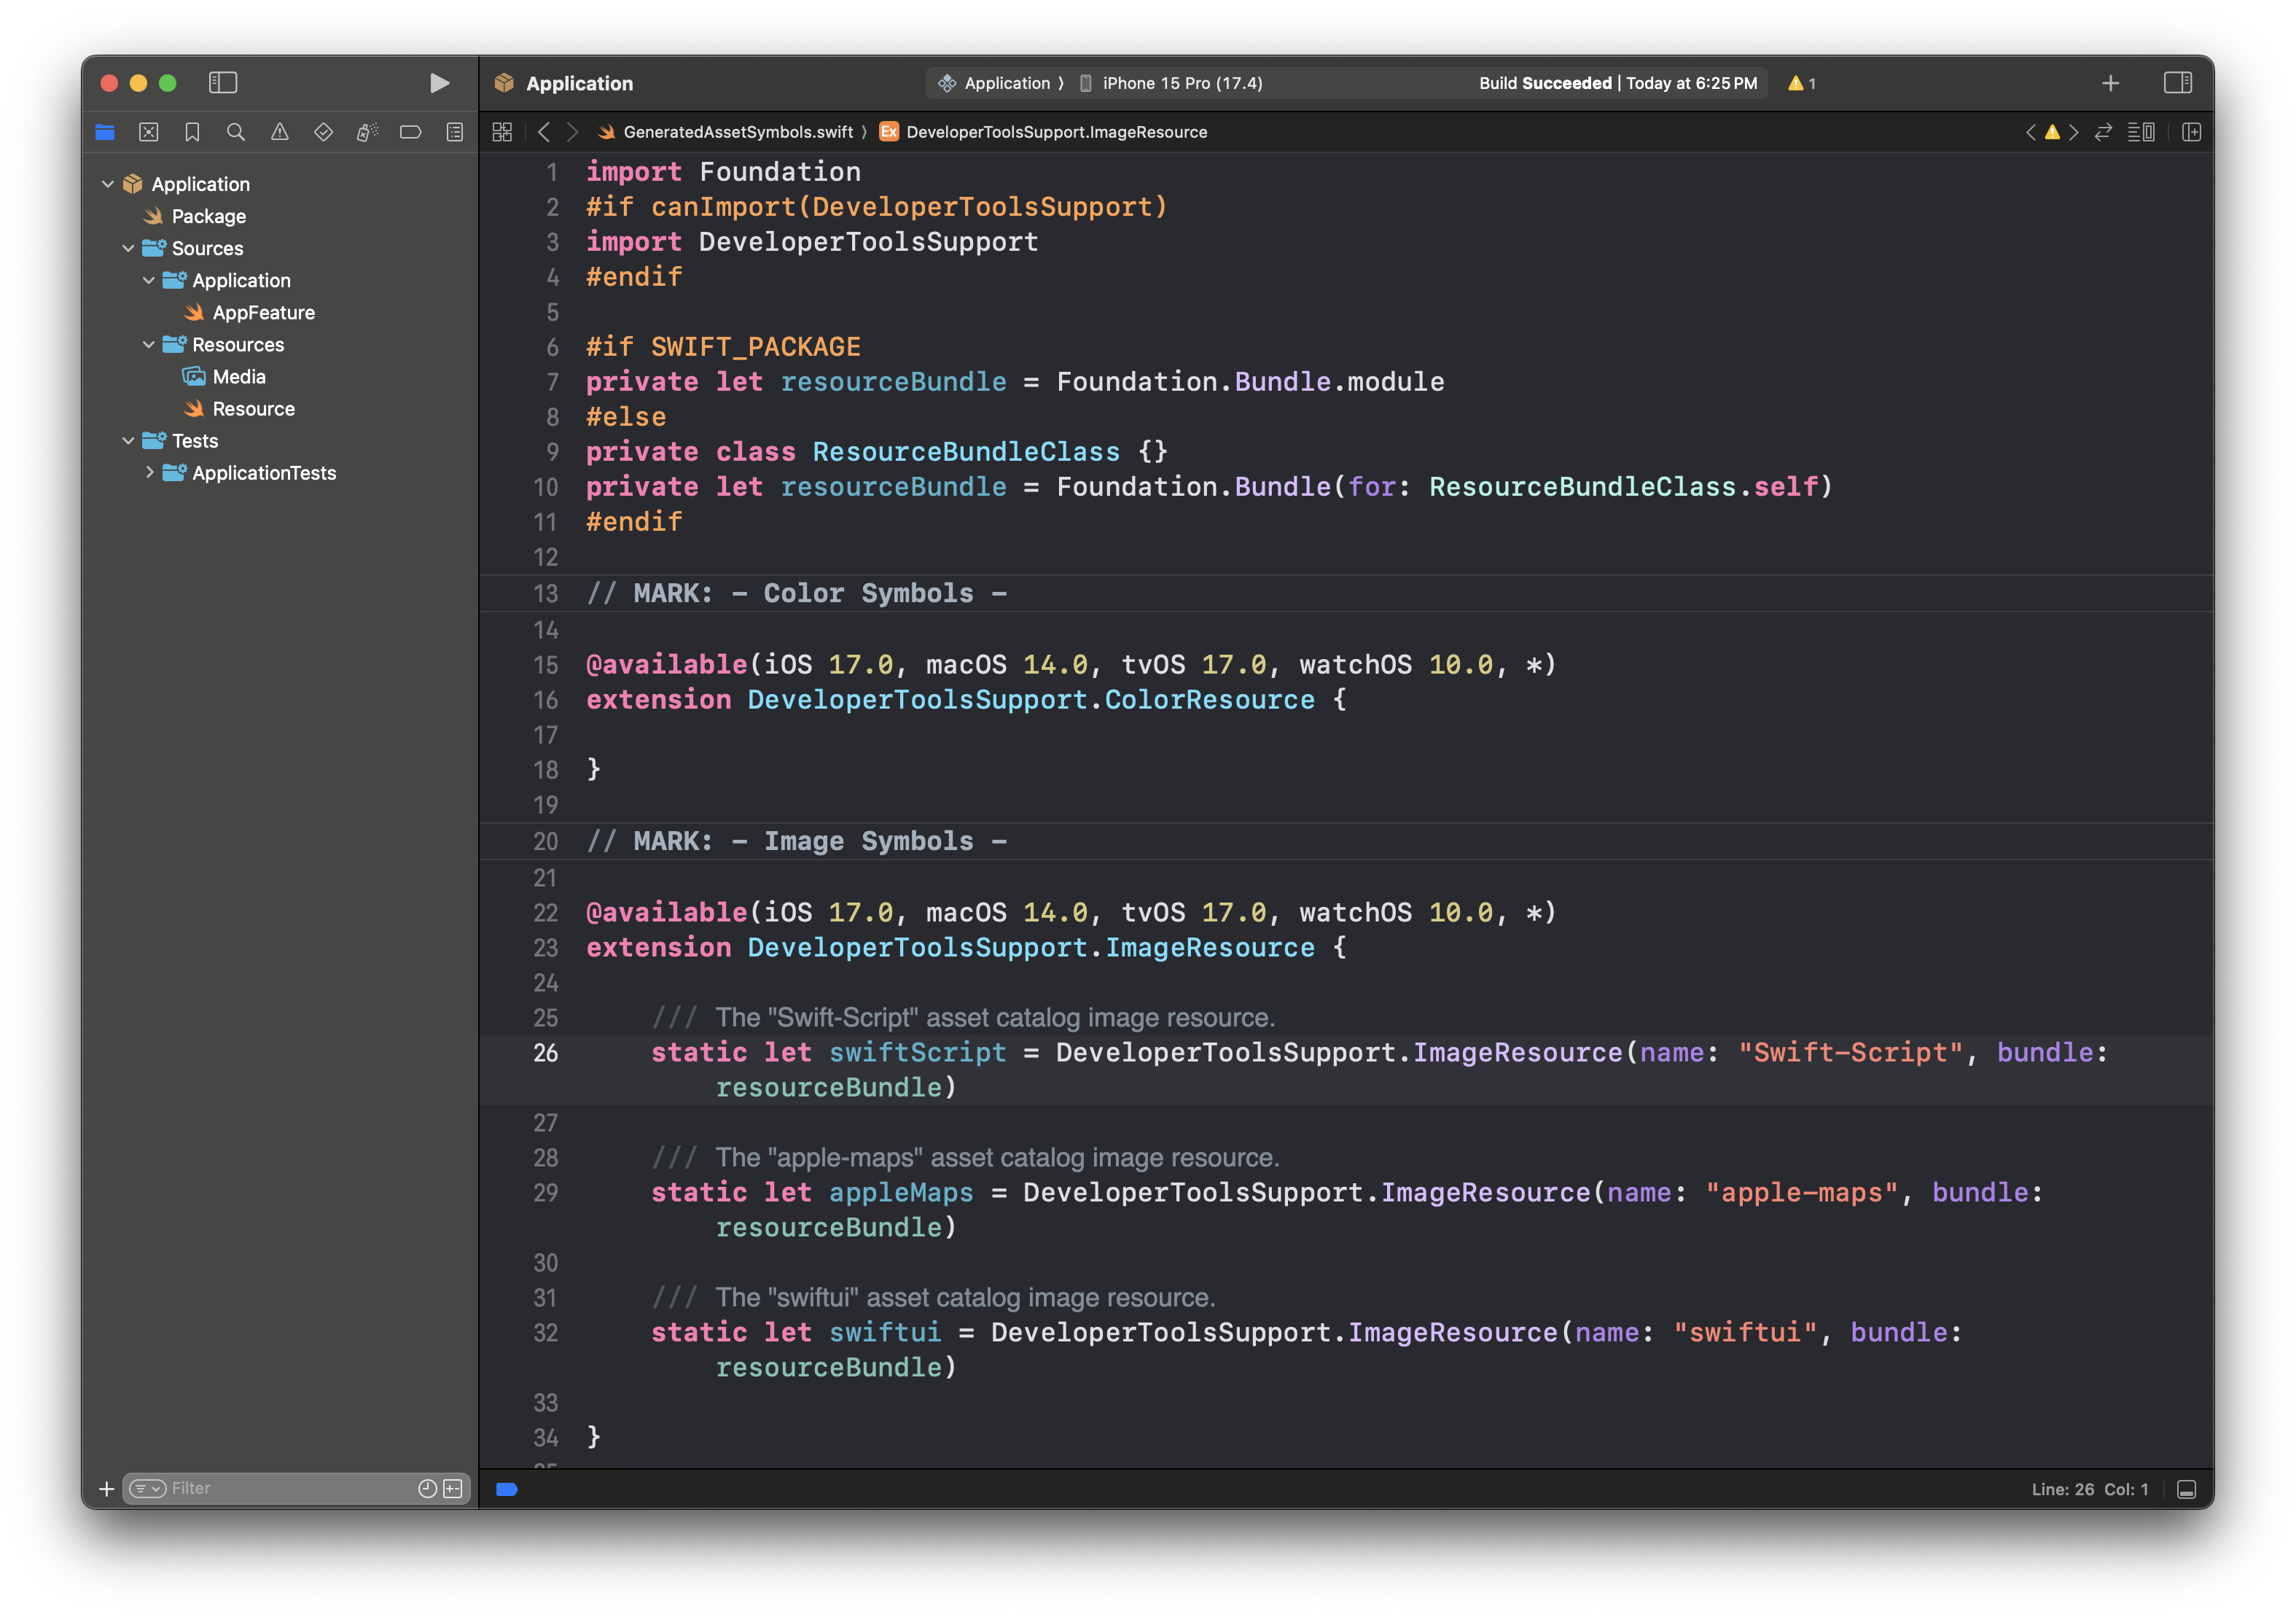 Application
Application ⟩ iPhone 15 Pro (17.4)
Build Succeeded | Today at 6:25 PM
1
GeneratedAssetSymbols.swift ⟩ Ex DeveloperToolsSupport.ImageResource
Application
Package
Sources
Application
AppFeature
Resources
Media
Resource
Tests
ApplicationTests
Filter
1 import Foundation
2 #if canImport(DeveloperToolsSupport)
3 import DeveloperToolsSupport
4 #endif
5
6 #if SWIFT_PACKAGE
7 private let resourceBundle = Foundation.Bundle.module
8 #else
9 private class ResourceBundleClass {}
10 private let resourceBundle = Foundation.Bundle(for: ResourceBundleClass.self)
11 #endif
12
13 // MARK: - Color Symbols -
14
15 @available(iOS 17.0, macOS 14.0, tvOS 17.0, watchOS 10.0, *)
16 extension DeveloperToolsSupport.ColorResource {
17
18 }
19
20 // MARK: - Image Symbols -
21
22 @available(iOS 17.0, macOS 14.0, tvOS 17.0, watchOS 10.0, *)
23 extension DeveloperToolsSupport.ImageResource {
24
25 /// The "Swift-Script" asset catalog image resource.
26 static let swiftScript = DeveloperToolsSupport.ImageResource(name: "Swift-Script", bundle:
resourceBundle)
27
28 /// The "apple-maps" asset catalog image resource.
29 static let appleMaps = DeveloperToolsSupport.ImageResource(name: "apple-maps", bundle:
resourceBundle)
30
31 /// The "swiftui" asset catalog image resource.
32 static let swiftui = DeveloperToolsSupport.ImageResource(name: "swiftui", bundle:
resourceBundle)
33
34 }
Line: 26 Col: 1